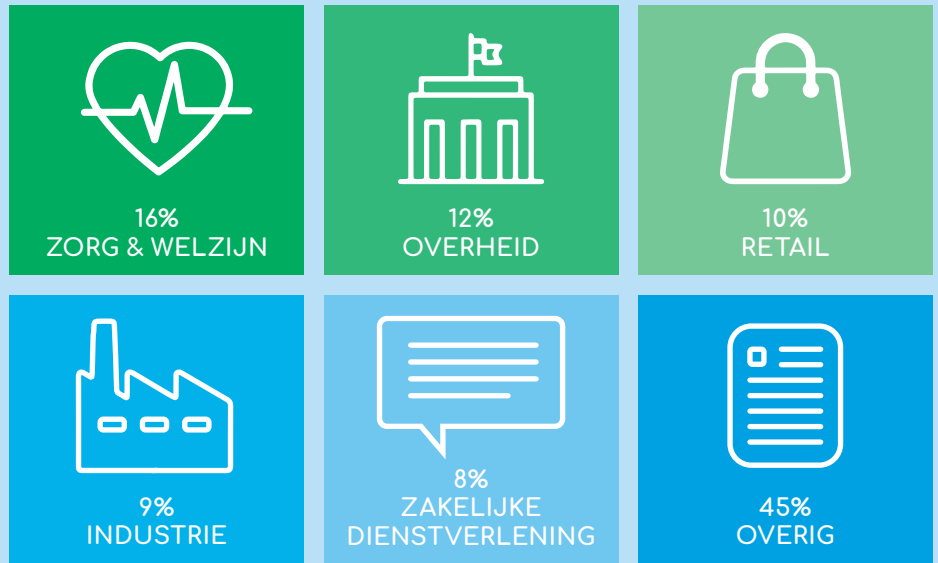 16%
ZORG & WELZIJN
12%
OVERHEID
10%
RETAIL
9%
INDUSTRIE
8%
ZAKELIJKE
DIENSTVERLENING
45%
OVERIG